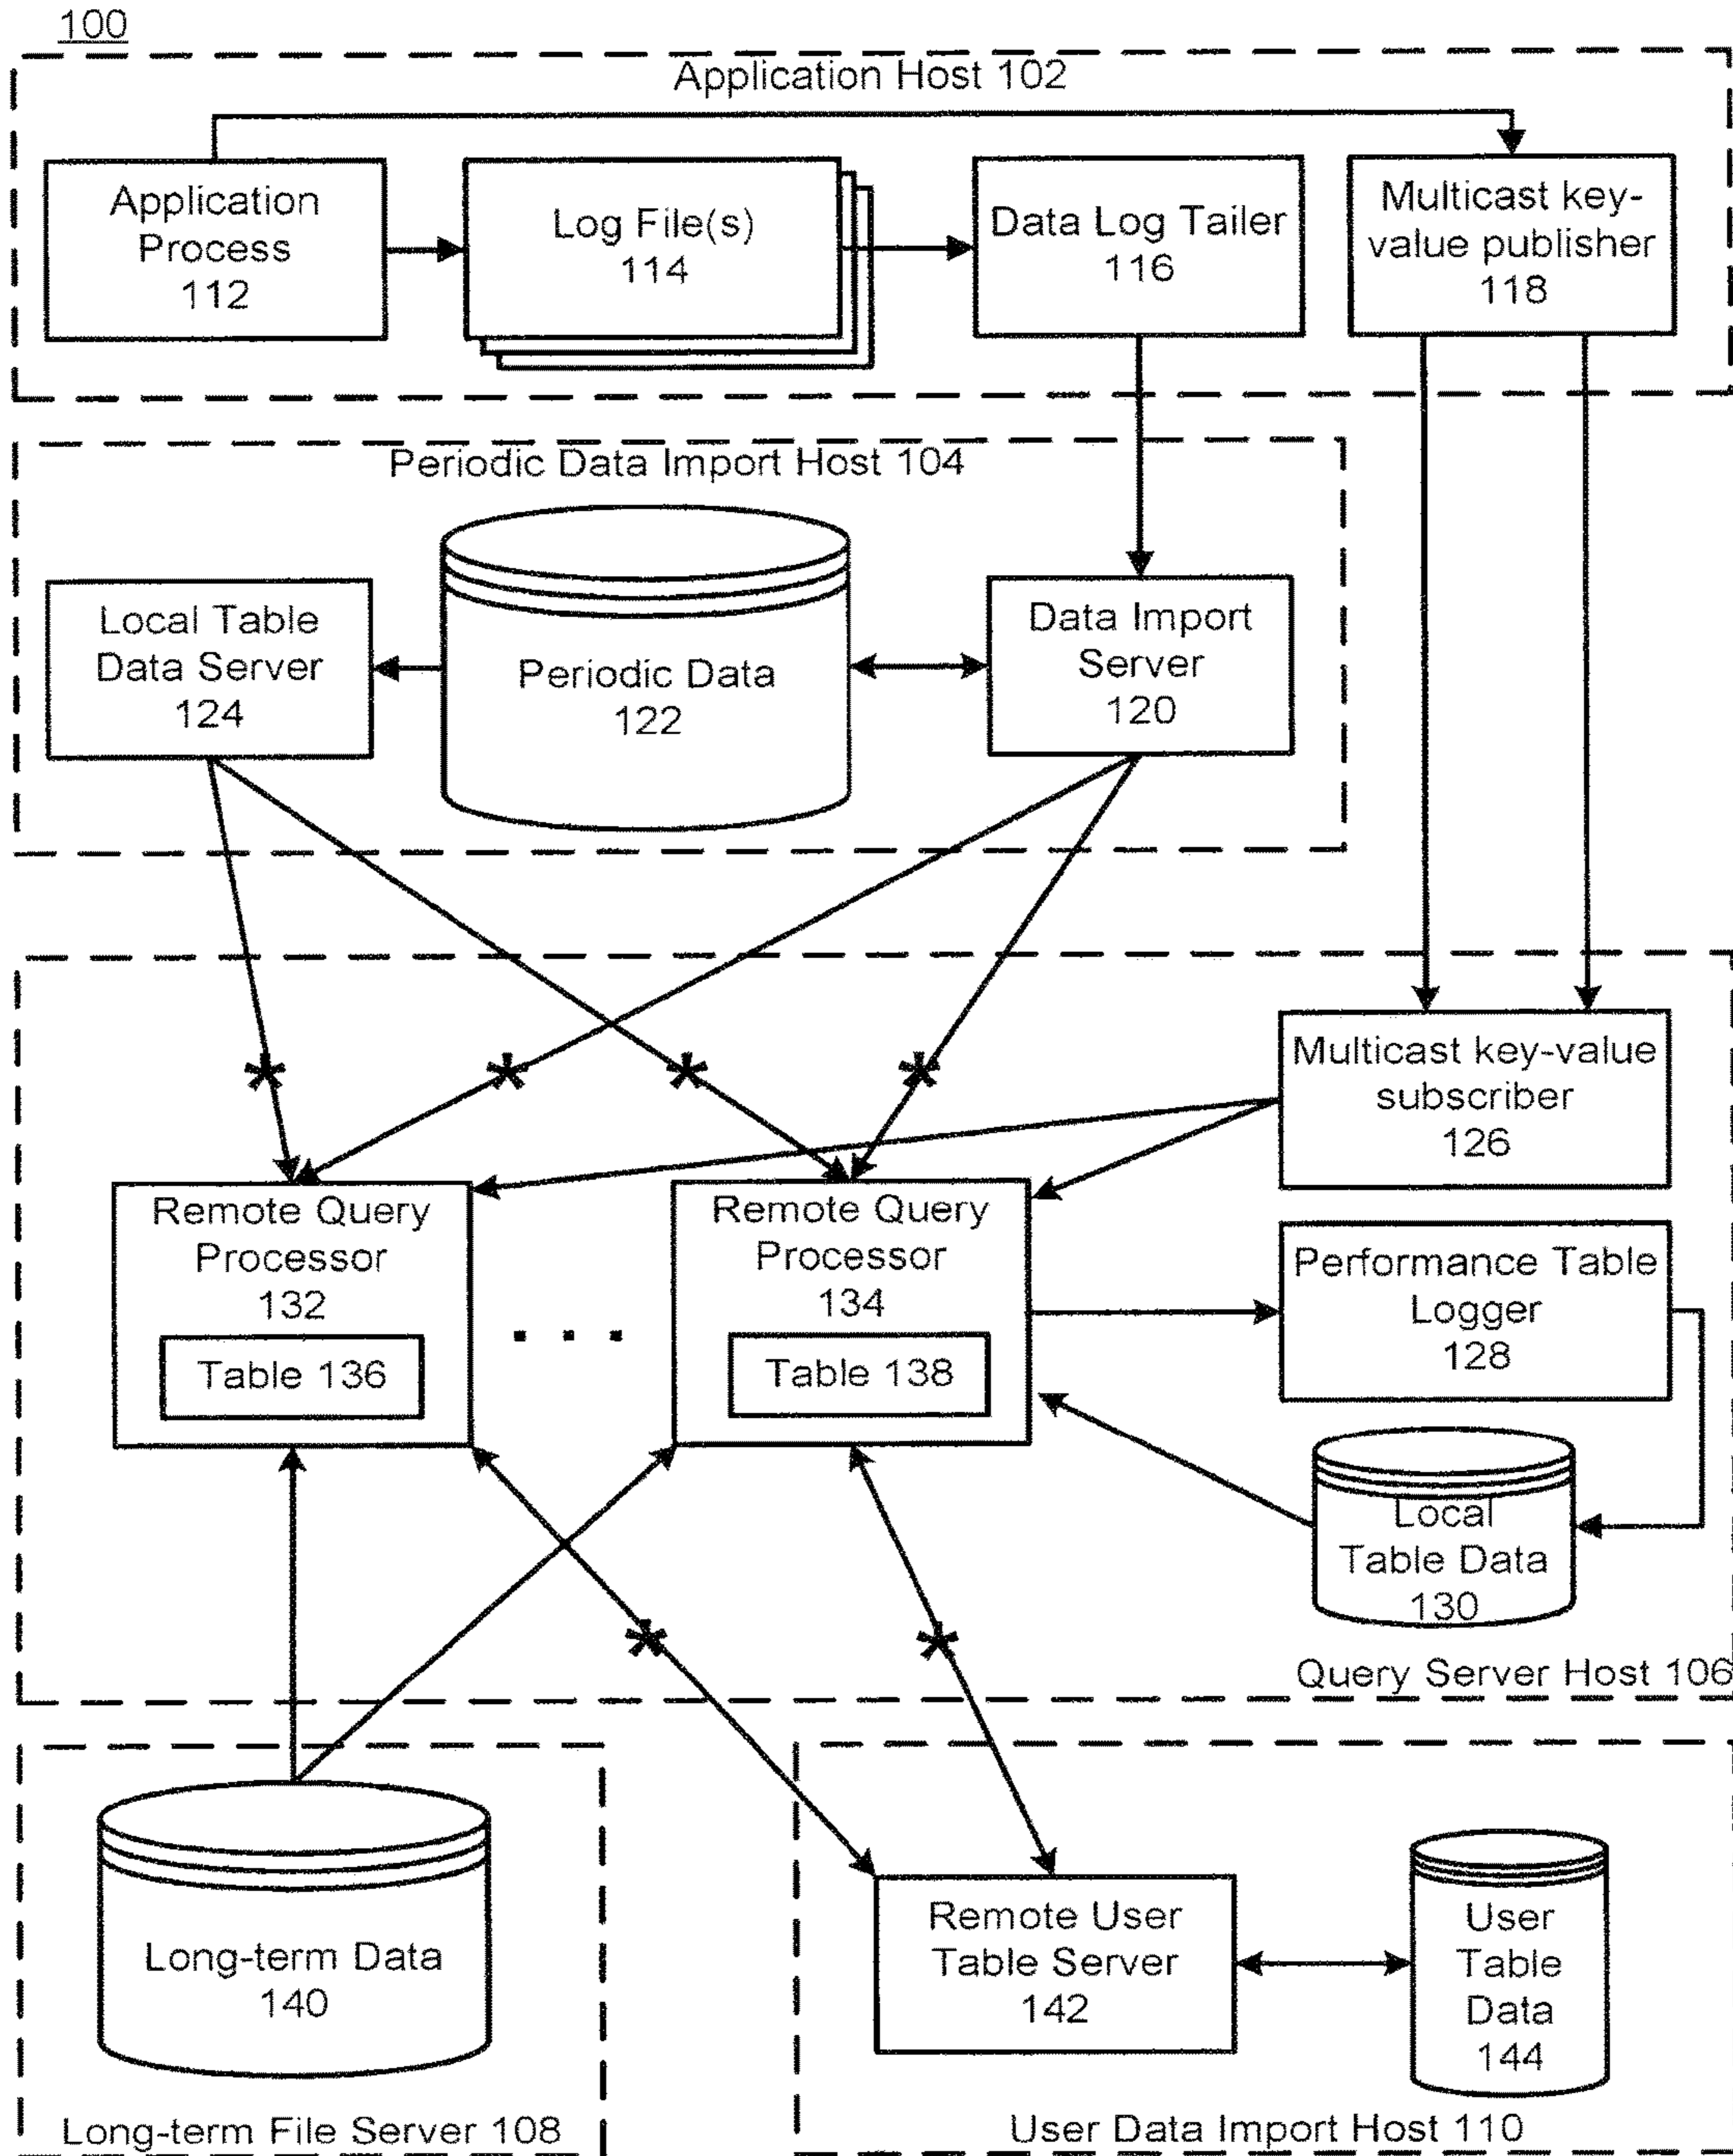 100
Application Host 102
Application
Process
112
Log File(s)
114
Data Log Tailer
116
Multicast key-
value publisher
118
Periodic Data Import Host 104
Local Table
Data Server
124
Periodic Data
122
Data Import
Server
120
Multicast key-value
subscriber
126
Remote Query
Processor
132
Table 136
. . .
Remote Query
Processor
134
Table 138
Performance Table
Logger
128
Local
Table Data
130
Query Server Host 106
Long-term Data
140
Long-term File Server 108
Remote User
Table Server
142
User
Table
Data
144
User Data Import Host 110